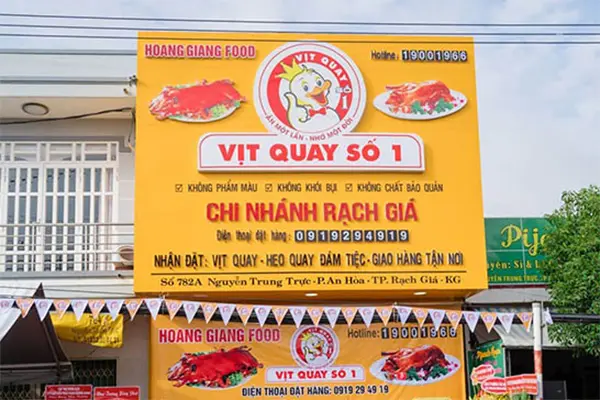 HOANG GIANG FOOD
Hotline: 19001966
VỊT QUAY SỐ 1
ĂN MỘT LẦN - NHỚ MỘT ĐỜI
VỊT QUAY SỐ 1
KHÔNG PHẨM MÀU KHÔNG KHÓI BỤI KHÔNG CHẤT BẢO QUẢN
CHI NHÁNH RẠCH GIÁ
Điện thoại đặt hàng: 0919294919
NHẬN ĐẶT: VỊT QUAY - HEO QUAY ĐÁM TIỆC - GIAO HÀNG TẬN NƠI
Số 782A Nguyễn Trung Trực - P. An Hòa - TP. Rạch Giá - KG
HOANG GIANG FOOD
Hotline: 19001966
VỊT QUAY SỐ 1
ĐIỆN THOẠI ĐẶT HÀNG: 0919 29 4919